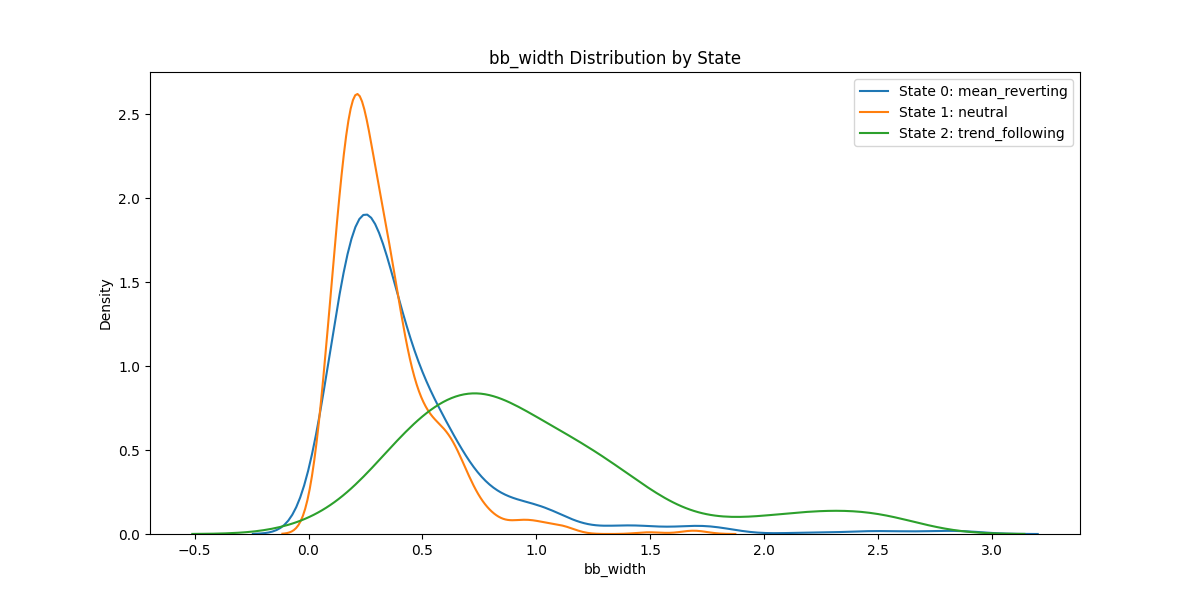 bb_width Distribution by State
State 0: mean_reverting
State 1: neutral
State 2: trend_following
Density
2.5
2.0
1.5
1.0
0.5
0.0
−0.5
0.0
0.5
1.0
1.5
2.0
2.5
3.0
bb_width